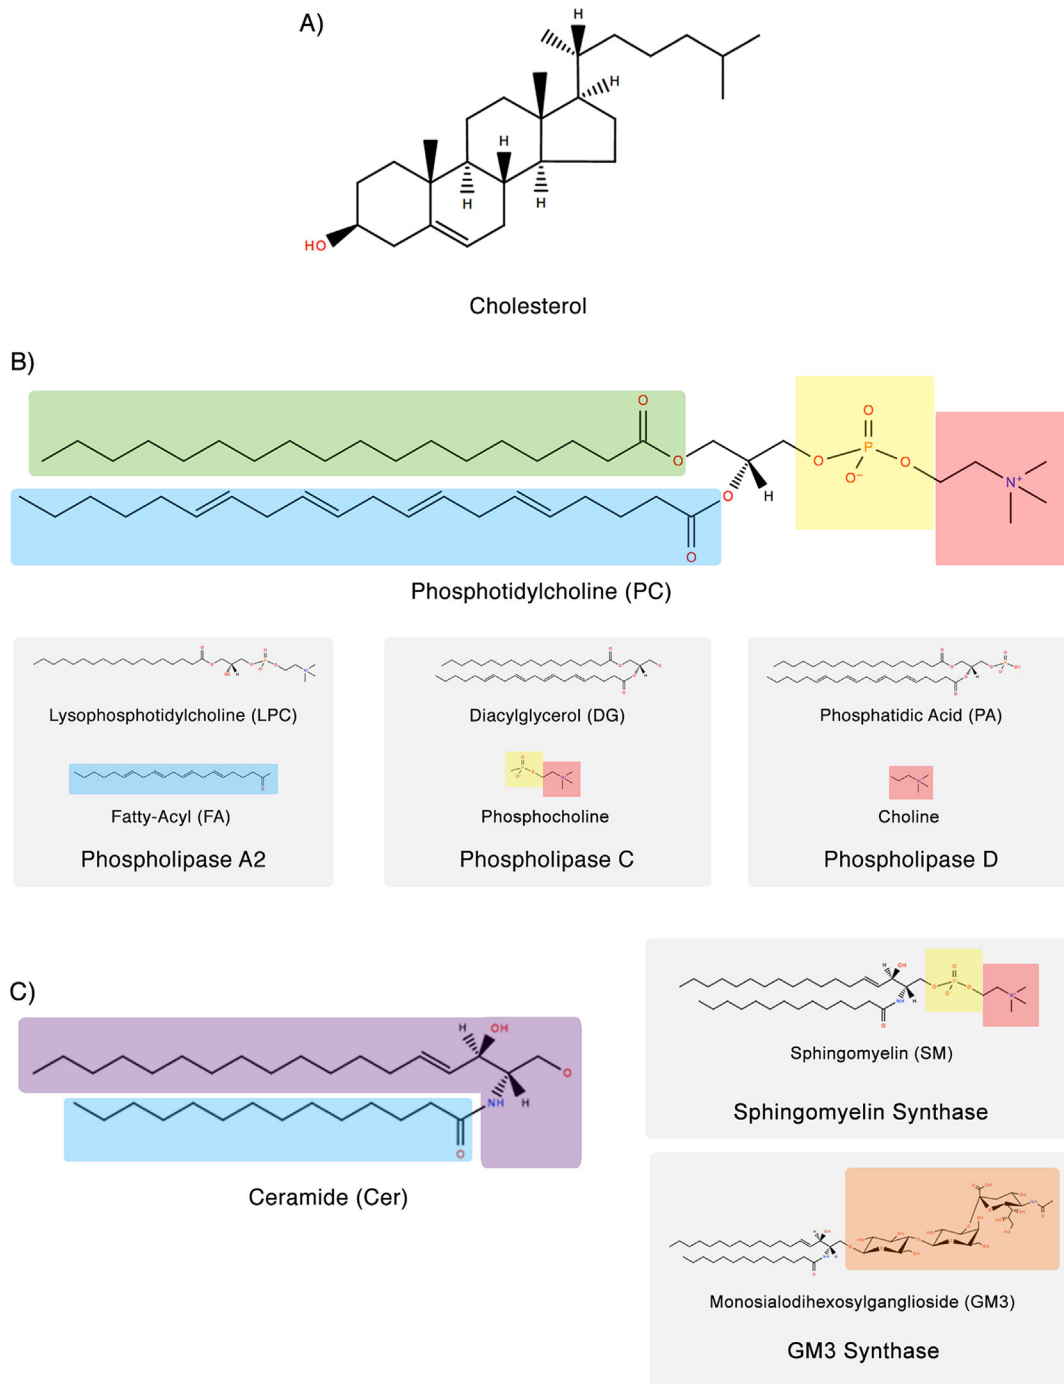 A)
H
H
H
H
H
HO
Cholesterol
B)
O
O
O
P
O
O
O⁻
N⁺
O
H
O
Phosphotidylcholine (PC)
Lysophosphotidylcholine (LPC)
Fatty-Acyl (FA)
Phospholipase A2
Diacylglycerol (DG)
Phosphocholine
Phospholipase C
Phosphatidic Acid (PA)
Choline
Phospholipase D
C)
H
OH
O
NH
H
O
Ceramide (Cer)
Sphingomyelin (SM)
Sphingomyelin Synthase
Monosialodihexosylganglioside (GM3)
GM3 Synthase